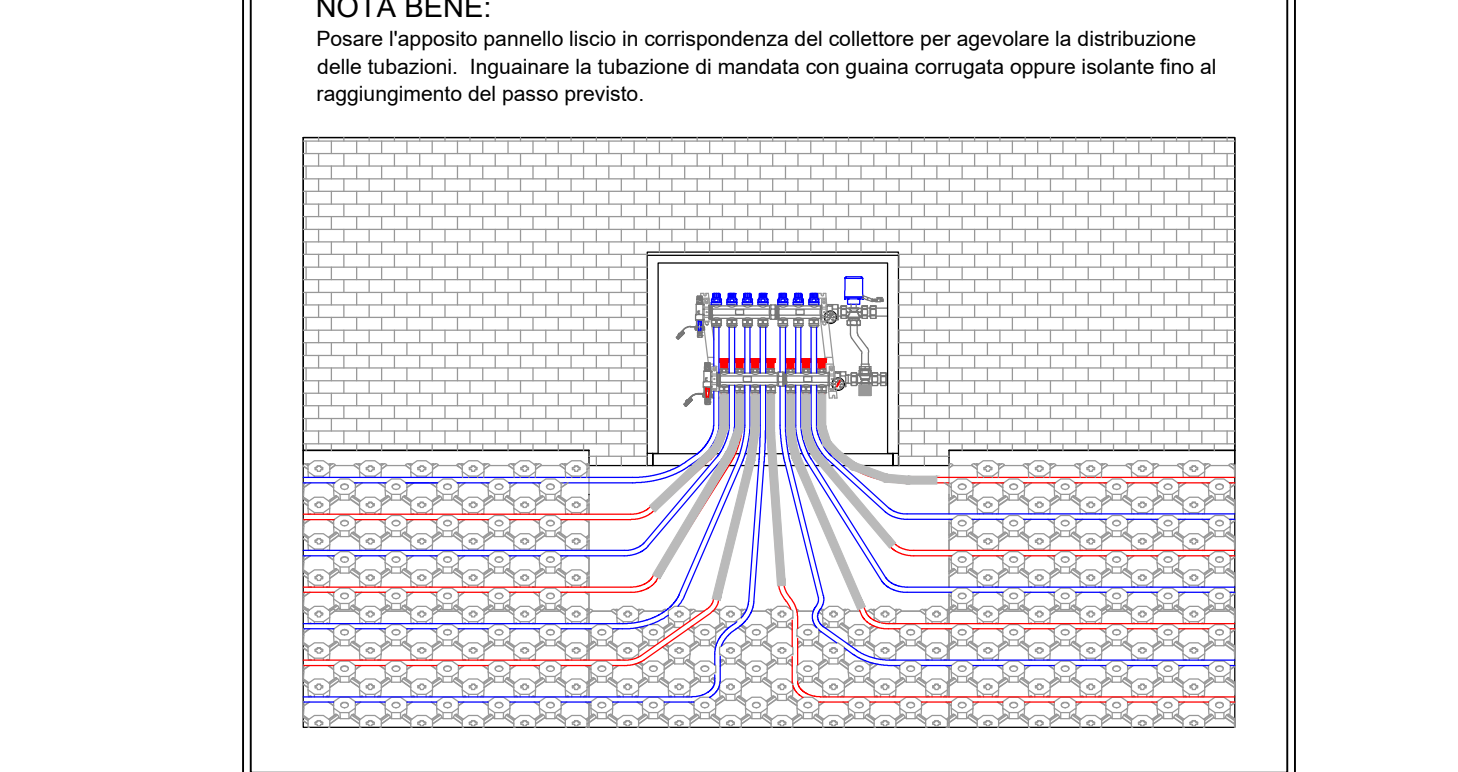 NOTA BENE:
Posare l'apposito pannello liscio in corrispondenza del collettore per agevolare la distribuzione
delle tubazioni.  Inguainare la tubazione di mandata con guaina corrugata oppure isolante fino al
raggiungimento del passo previsto.